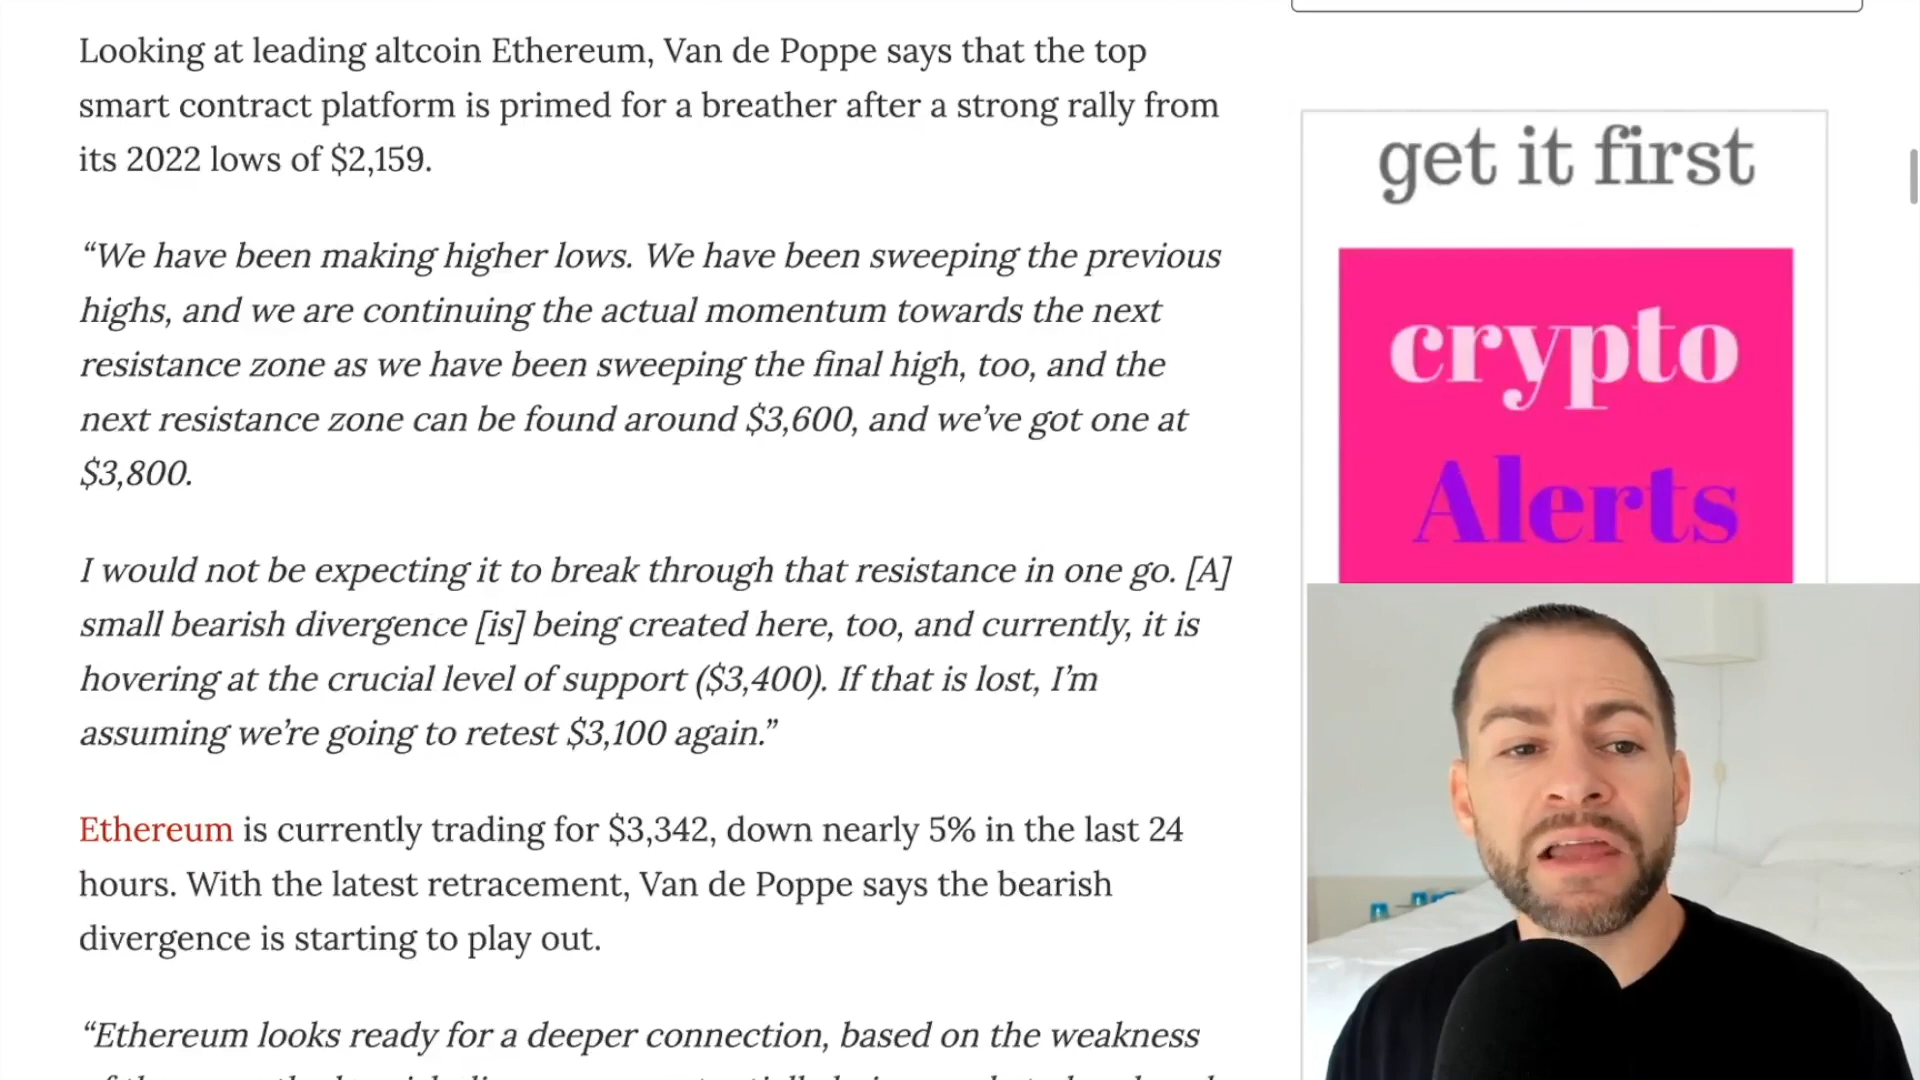 Looking at leading altcoin Ethereum, Van de Poppe says that the top
smart contract platform is primed for a breather after a strong rally from
its 2022 lows of $2,159.
“We have been making higher lows. We have been sweeping the previous
highs, and we are continuing the actual momentum towards the next
resistance zone as we have been sweeping the final high, too, and the
next resistance zone can be found around $3,600, and we’ve got one at
$3,800.
I would not be expecting it to break through that resistance in one go. [A]
small bearish divergence [is] being created here, too, and currently, it is
hovering at the crucial level of support ($3,400). If that is lost, I’m
assuming we’re going to retest $3,100 again.”
Ethereum is currently trading for $3,342, down nearly 5% in the last 24
hours. With the latest retracement, Van de Poppe says the bearish
divergence is starting to play out.
“Ethereum looks ready for a deeper connection, based on the weakness
get it first
crypto
Alerts